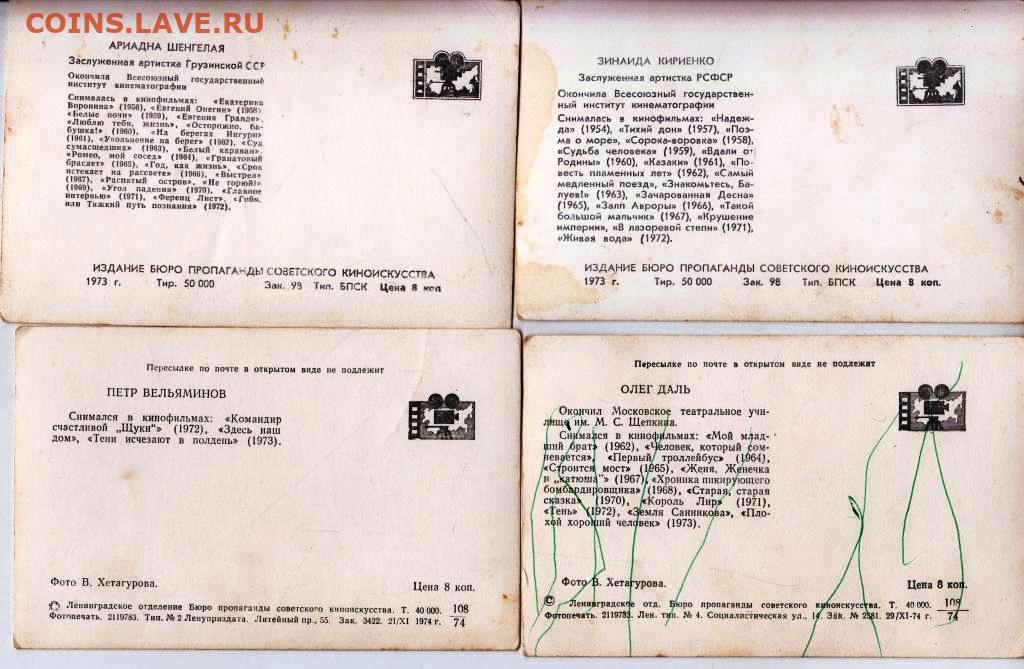 COINS.LAVE.RU
АРИАДНА ШЕНГЕЛАЯ
Заслуженная артистка Грузинской ССР
Окончила Всесоюзный государственный
институт кинематографии
Снималась в кинофильмах: «Екатерина
Воронина» (1956), «Евгений Онегин» (1958)
«Белые ночи» (1959), «Евгения Гранде»,
«Люблю тебя, жизнь», «Осторожно, ба-
бушка!» (1960), «На берегах Ингури»
(1961), «Увольнение на берег» (1962), «Суд
сумасшедших» (1963), «Белый караван»,
«Ромео, мой сосед» (1964), «Гранатовый
браслет» (1965), «Год, как жизнь», «Срок
истекает на рассвете» (1966), «Выстрел»
(1967), «Распятый остров», «Не горюй!»
(1969), «Угол падения» (1970), «Главное
интервью» (1971), «Ференц Лист», «Гойя,
или Тяжкий путь познания» (1972).
ИЗДАНИЕ БЮРО ПРОПАГАНДЫ СОВЕТСКОГО КИНОИСКУССТВА
1973 г. Тир. 50 000 Зак. 98 Тип. БПСК Цена 8 коп
ЗИНАИДА КИРИЕНКО
Заслуженная артистка РСФСР
Окончила Всесоюзный государствен-
ный институт кинематографии
Снималась в кинофильмах: «Надеж-
да» (1954), «Тихий дон» (1957), «Поэ-
ма о море», «Сорока-воровка» (1958),
«Судьба человека» (1959), «Вдали от
Родины» (1960), «Казаки» (1961), «По-
весть пламенных лет» (1962), «Самый
медленный поезд», «Знакомьтесь, Ба-
луев!» (1963), «Зачарованная Десна»
(1965), «Залп Авроры» (1966), «Такой
большой мальчик» (1967), «Крушение
империи», «В лазоревой степи» (1971),
«Живая вода» (1972).
ИЗДАНИЕ БЮРО ПРОПАГАНДЫ СОВЕТСКОГО КИНОИСКУССТВА
1973 г. Тир. 50 000 Зак. 98 Тип. БПСК Цена 8 коп.
Пересылке по почте в открытом виде не подлежит
ПЕТР ВЕЛЬЯМИНОВ
Снимался в кинофильмах: «Командир
счастливой „Щуки“» (1972), «Здесь наш
дом», «Тени исчезают в полдень» (1973).
Фото В. Хетагурова. Цена 8 коп.
© Ленинградское отделение Бюро пропаганды советского киноискусства. Т. 40 000. 108
Фотопечать. 2119783. Тип. № 2 Ленуприздата. Литейный пр., 55. Зак. 3422. 21/XI 1974 г. 74
Пересылке по почте в открытом виде не подлежит
ОЛЕГ ДАЛЬ
Окончил Московское театральное учи-
лище им. М. С. Щепкина.
Снимался в кинофильмах: «Мой млад-
ший брат» (1962), «Человек, который сом-
невается», «Первый троллейбус» (1964),
«Строится мост» (1965), «Женя, Женечка
и „катюша“» (1967), «Хроника пикирующего
бомбардировщика» (1968), «Старая, старая
сказка» (1970), «Король Лир» (1971),
«Тень» (1972), «Земля Санникова», «Пло-
хой хороший человек» (1973).
Фото В. Хетагурова. Цена 8 коп.
© Ленинградское отд. Бюро пропаганды советского киноискусства. Т. 40 000. 108
Фотопечать. 2119783. Лен. тип. № 4. Социалистическая ул., 14. Зак. № 2581. 29/XI-74 г. 74